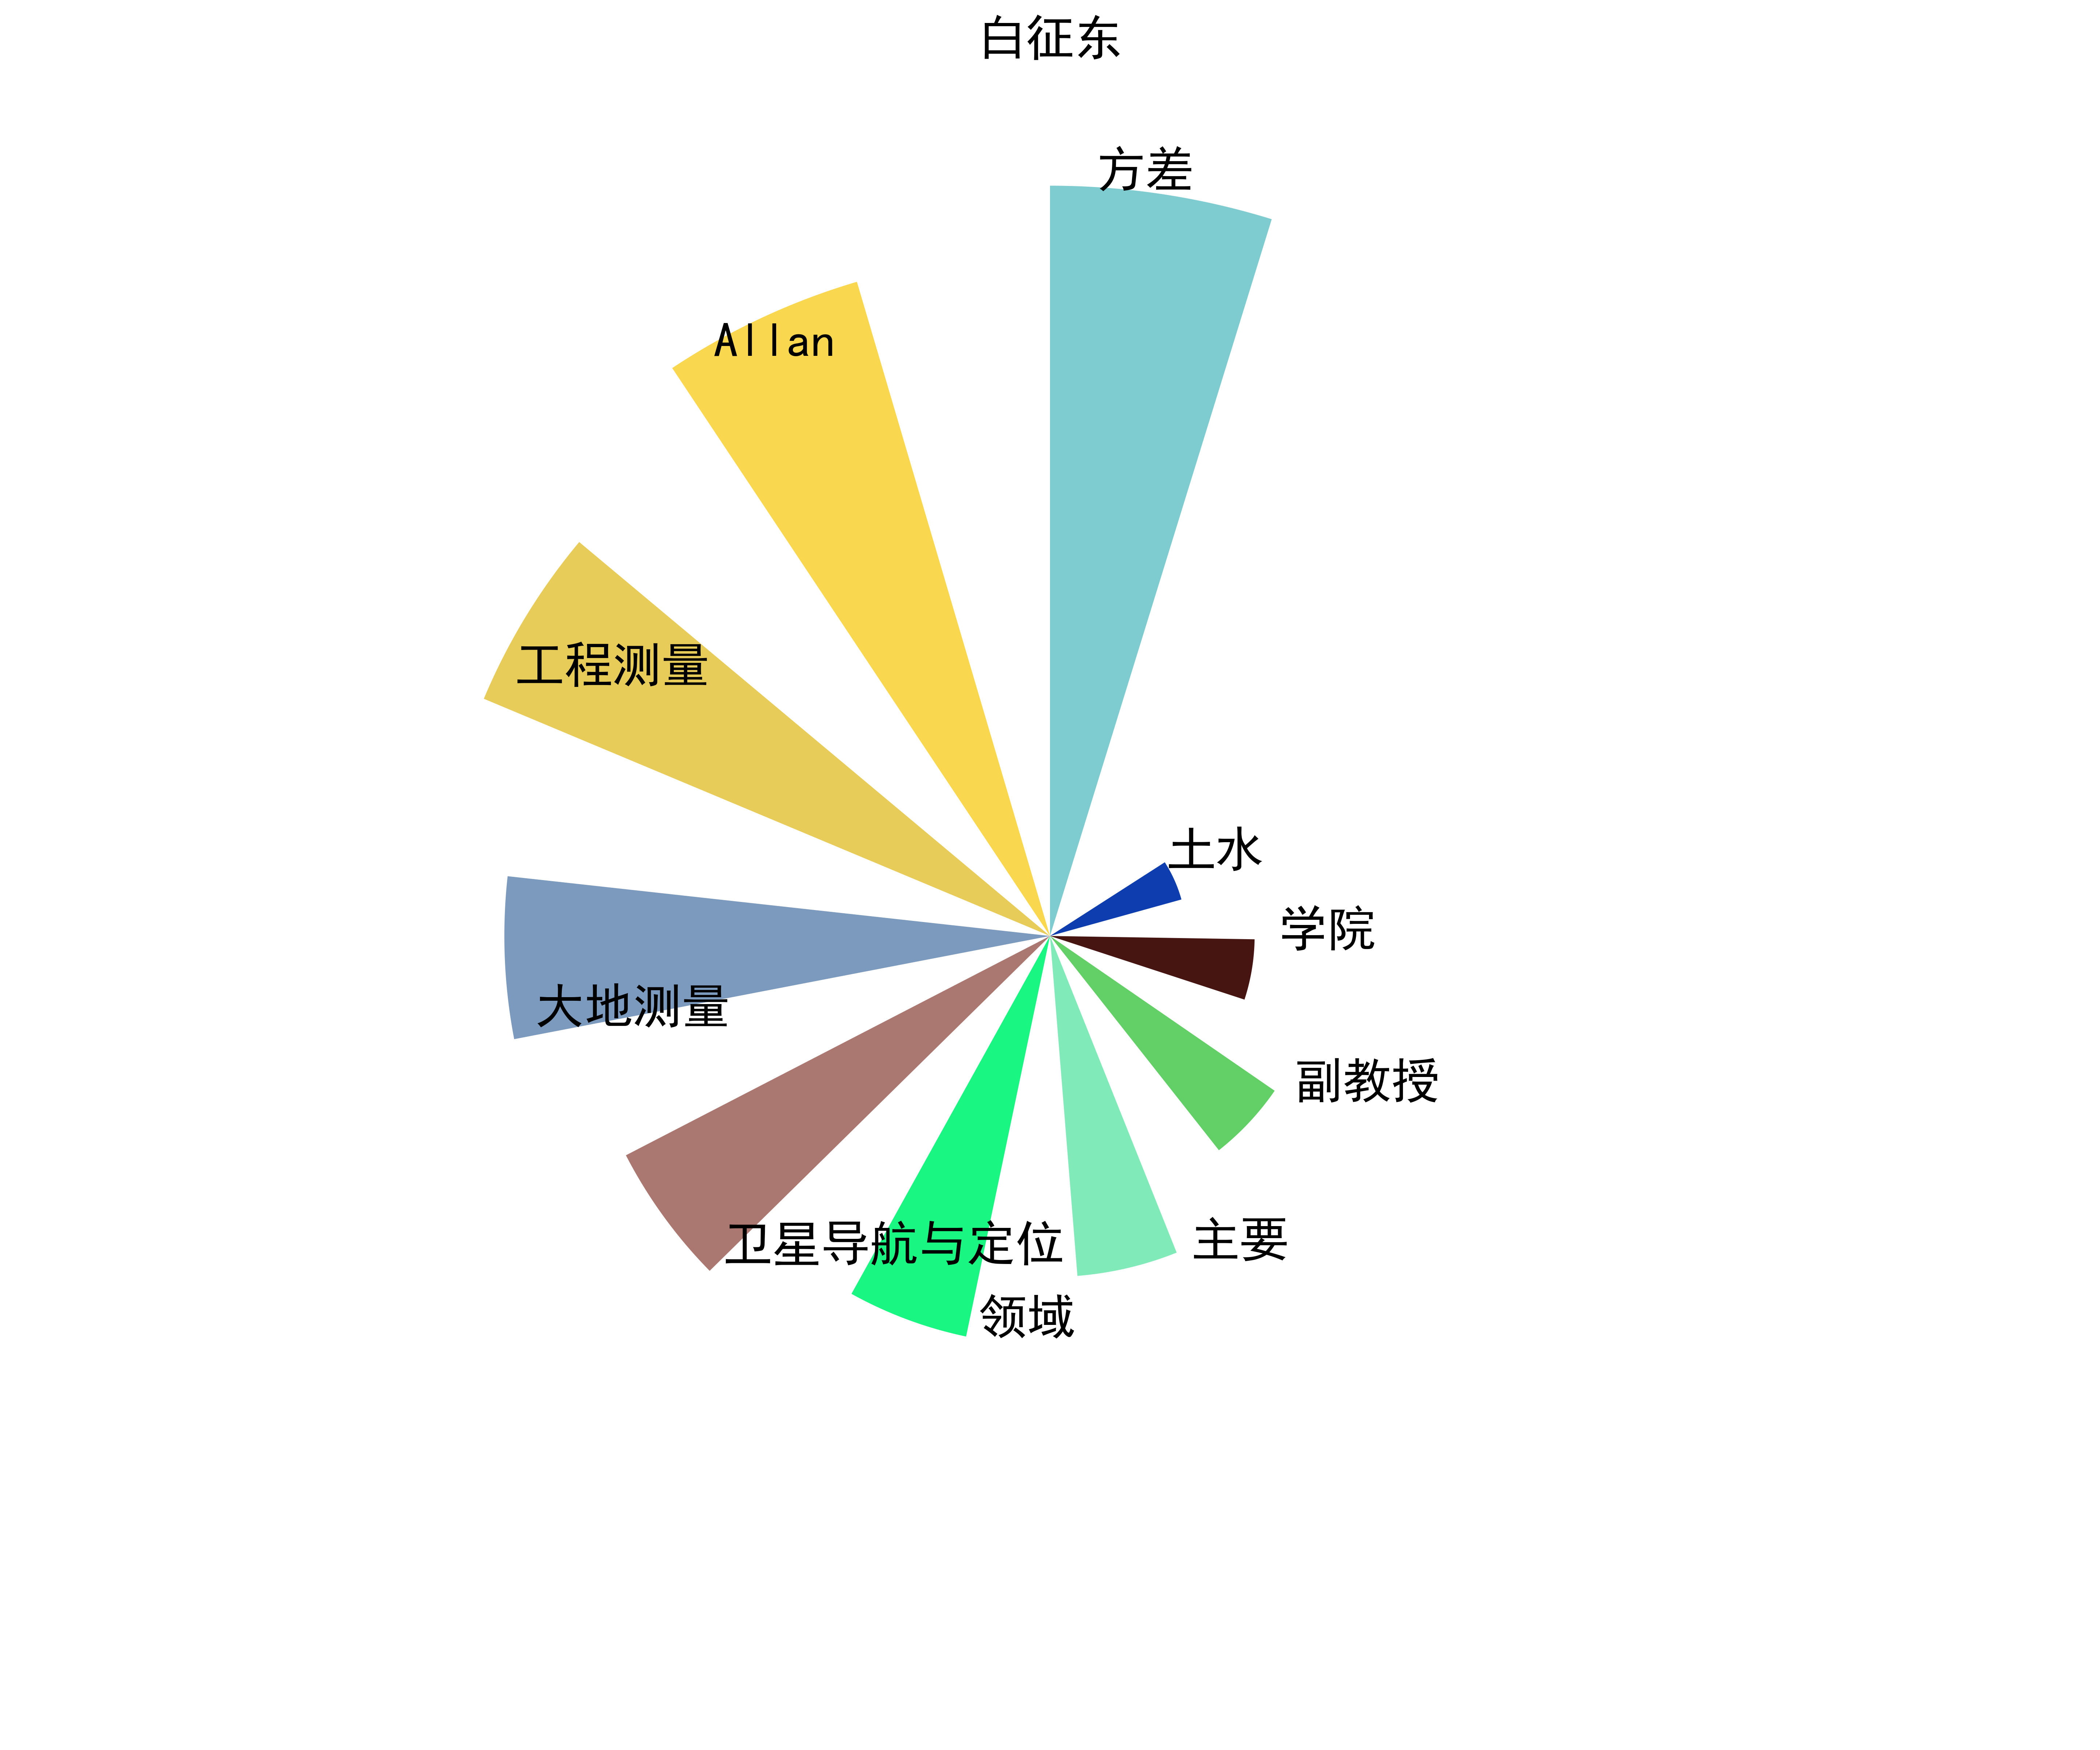 白征东
方差
Allan
工程测量
土水
学院
大地测量
副教授
卫星导航与定位
主要
领域